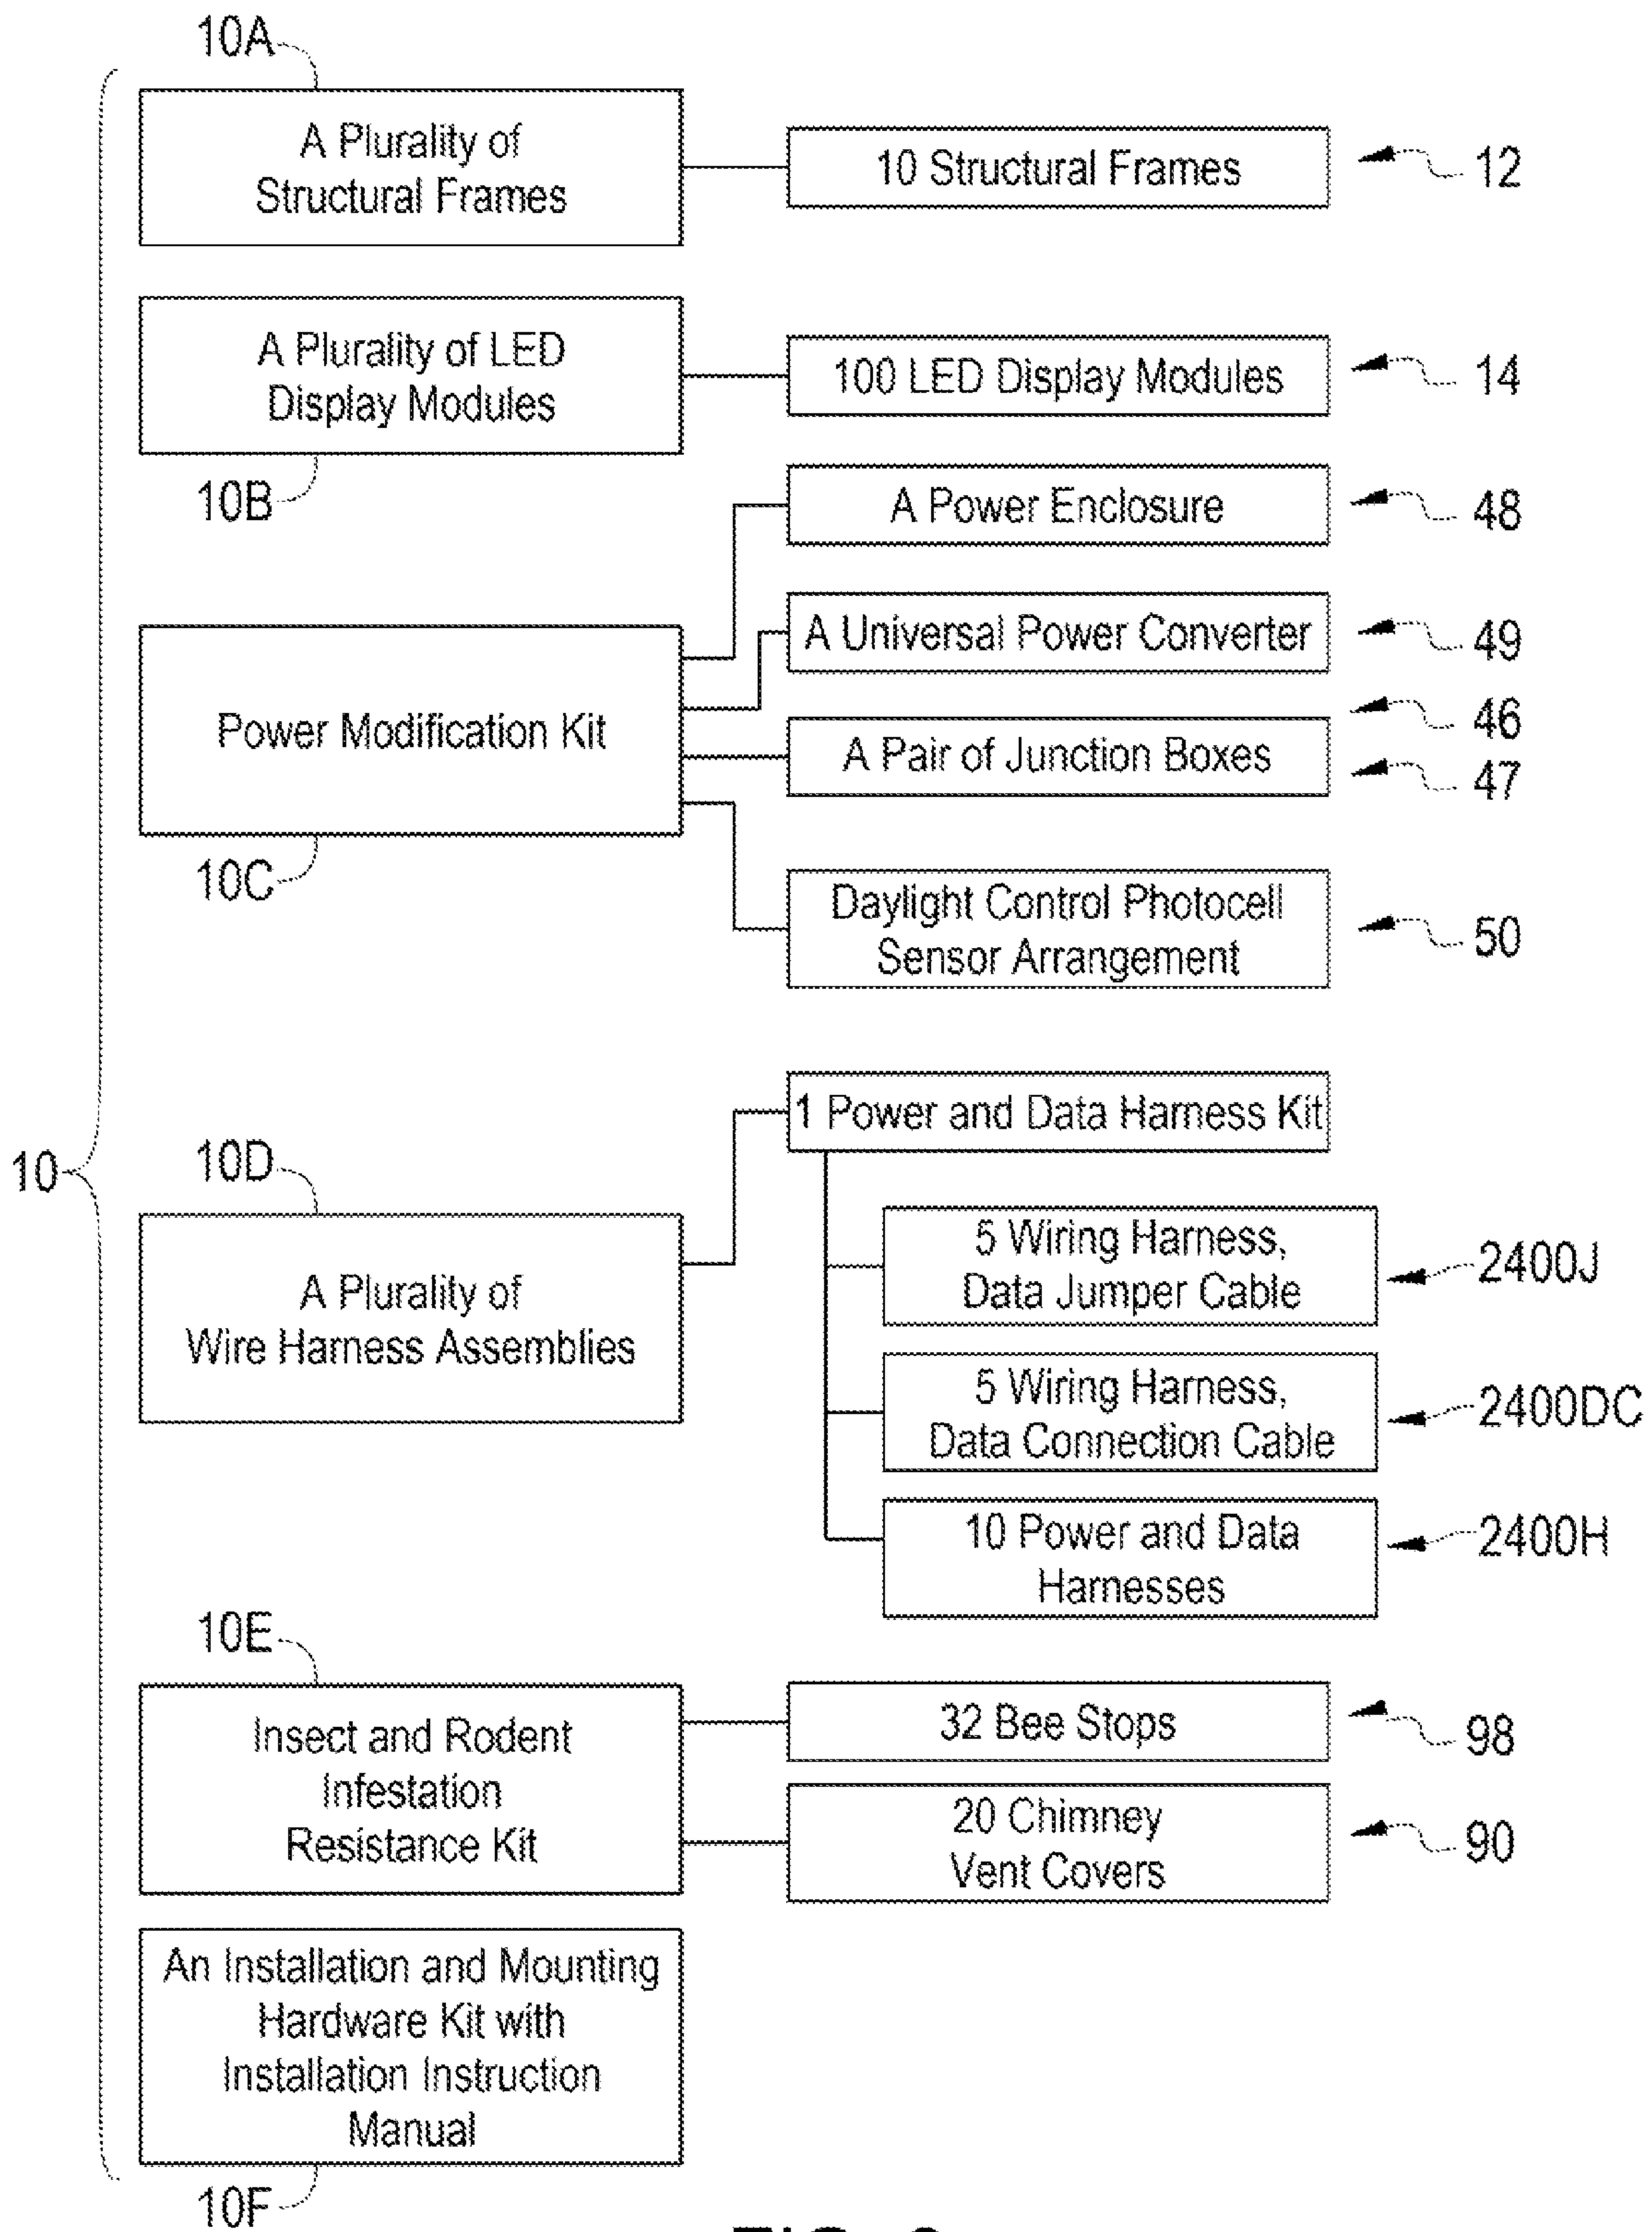 10A
A Plurality of
Structural Frames
10 Structural Frames
12
A Plurality of LED
Display Modules
100 LED Display Modules
14
10B
A Power Enclosure
48
A Universal Power Converter
49
Power Modification Kit
46
A Pair of Junction Boxes
47
10C
Daylight Control Photocell
Sensor Arrangement
50
10
1 Power and Data Harness Kit
10D
A Plurality of
Wire Harness Assemblies
5 Wiring Harness,
Data Jumper Cable
2400J
5 Wiring Harness,
Data Connection Cable
2400DC
10 Power and Data
Harnesses
2400H
10E
Insect and Rodent
Infestation
Resistance Kit
32 Bee Stops
98
20 Chimney
Vent Covers
90
An Installation and Mounting
Hardware Kit with
Installation Instruction
Manual
10F